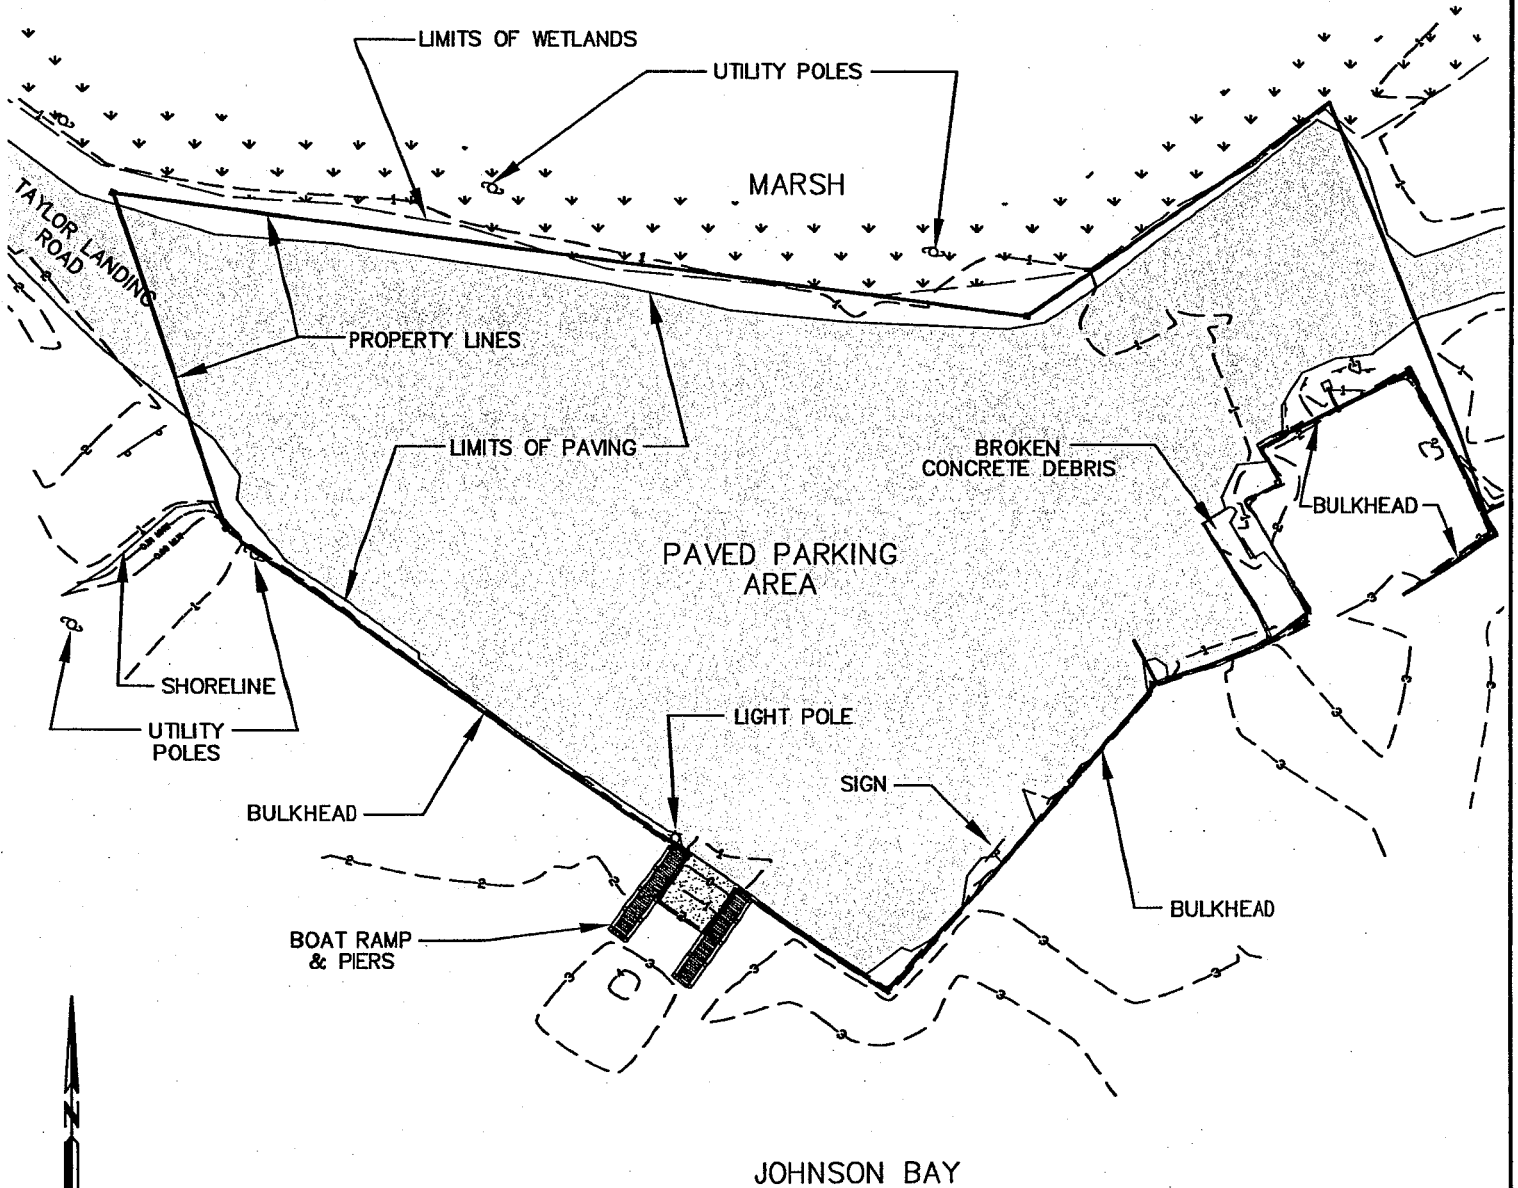 LIMITS OF WETLANDS
UTILITY POLES
MARSH
TAYLOR LANDING
ROAD
PROPERTY LINES
LIMITS OF PAVING
BROKEN
CONCRETE DEBRIS
BULKHEAD
PAVED PARKING
AREA
SHORELINE
UTILITY
POLES
LIGHT POLE
SIGN
BULKHEAD
BULKHEAD
BOAT RAMP
& PIERS
N
JOHNSON BAY